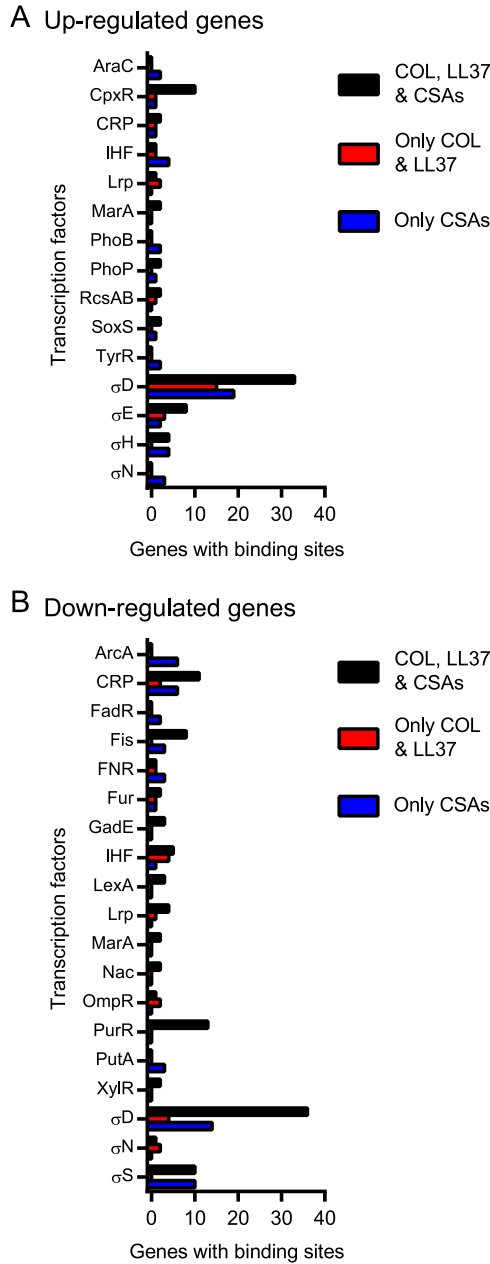 A Up-regulated genes
AraC
CpxR
CRP
IHF
Lrp
MarA
PhoB
PhoP
RcsAB
SoxS
TyrR
σD
σE
σH
σN
Transcription factors
0 10 20 30 40
Genes with binding sites
COL, LL37
& CSAs
Only COL
& LL37
Only CSAs
B Down-regulated genes
ArcA
CRP
FadR
Fis
FNR
Fur
GadE
IHF
LexA
Lrp
MarA
Nac
OmpR
PurR
PutA
XylR
σD
σN
σS
Transcription factors
0 10 20 30 40
Genes with binding sites
COL, LL37
& CSAs
Only COL
& LL37
Only CSAs